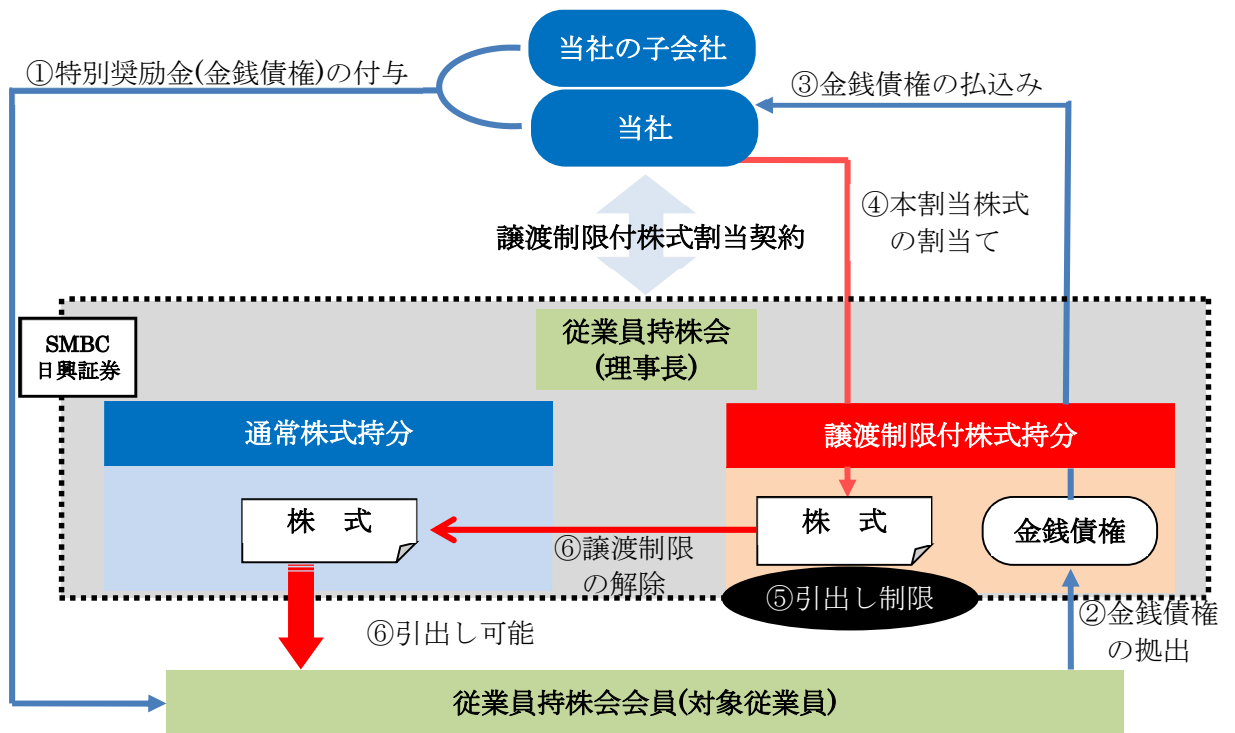 当社の子会社
①特別奨励金(金銭債権)の付与
③金銭債権の払込み
当社
④本割当株式
の割当て
譲渡制限付株式割当契約
従業員持株会
(理事長)
SMBC
日興証券
通常株式持分
譲渡制限付株式持分
株　式
株　式
金銭債権
⑥譲渡制限
の解除
⑤引出し制限
②金銭債権
の拠出
⑥引出し可能
従業員持株会会員(対象従業員)